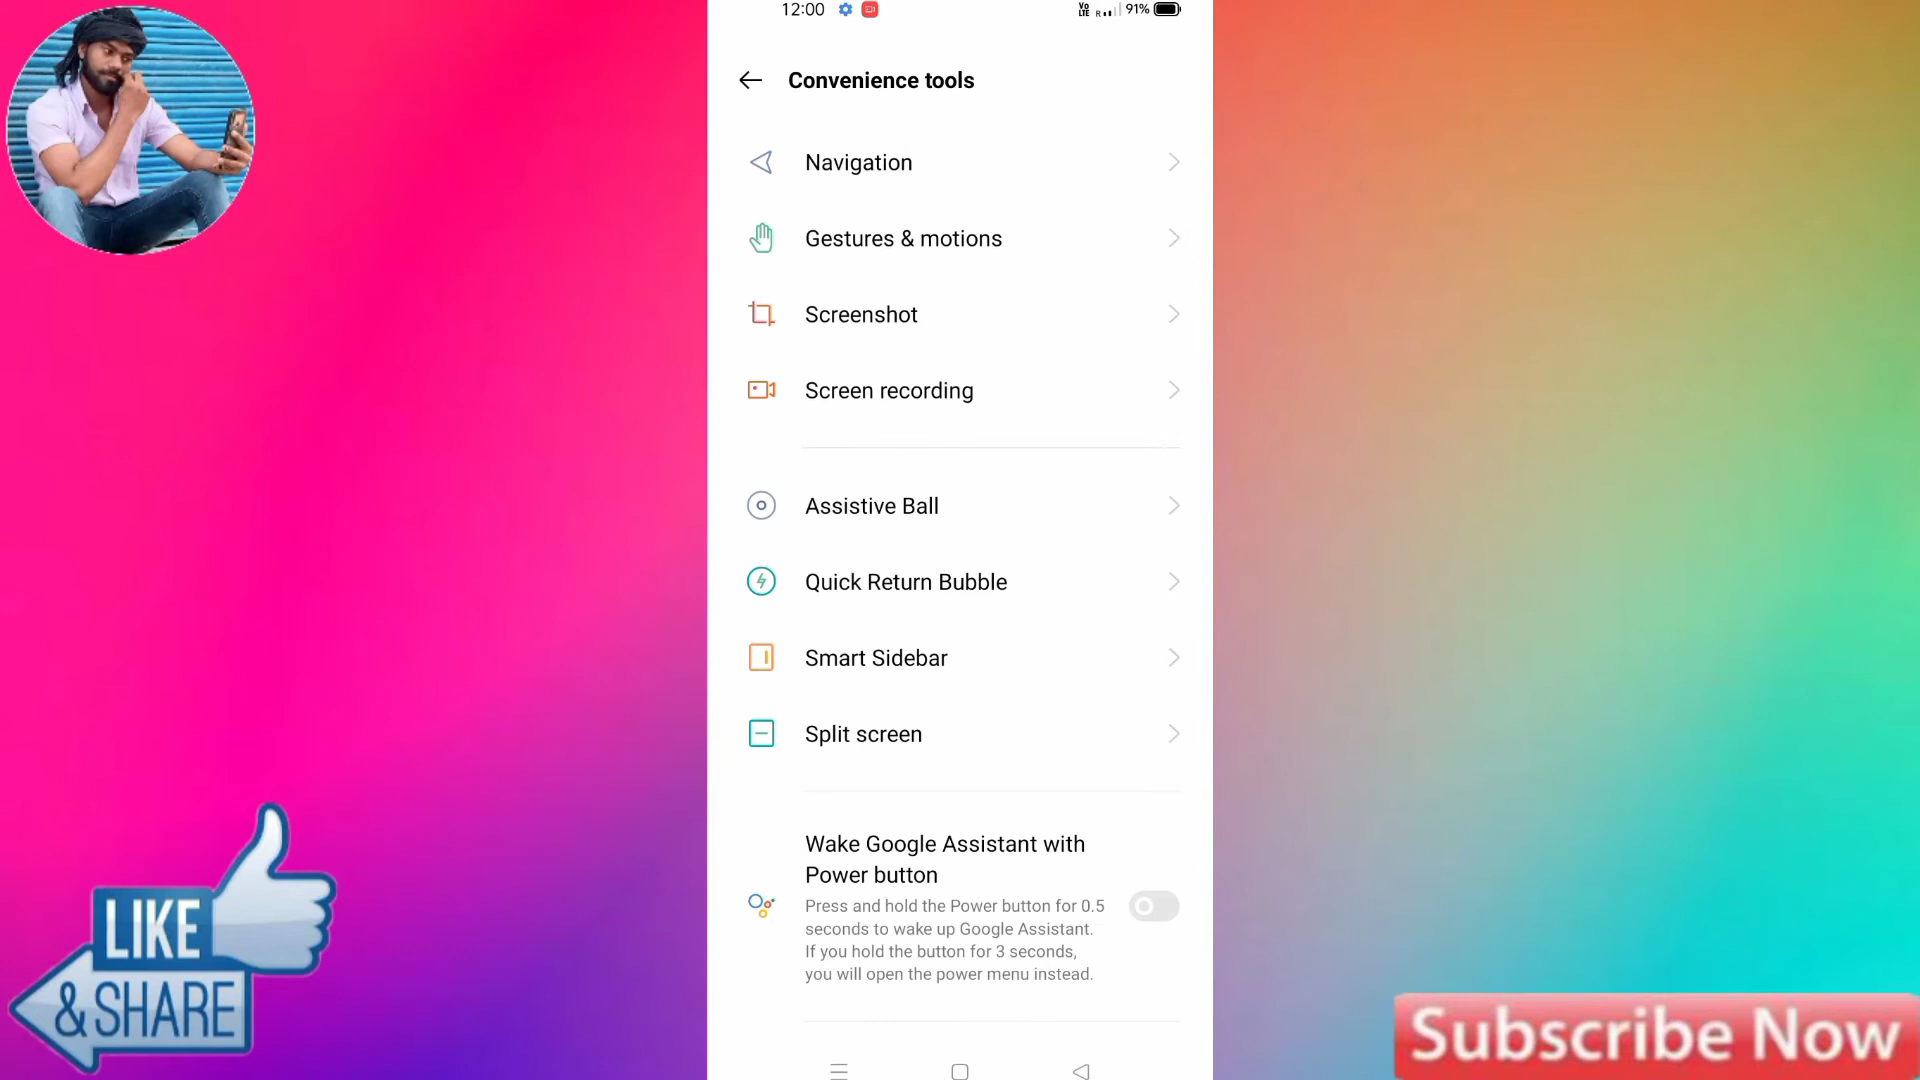 12:00
Vo
LTE
R
91%
Convenience tools
Navigation
Gestures & motions
Screenshot
Screen recording
Assistive Ball
Quick Return Bubble
Smart Sidebar
Split screen
Wake Google Assistant with
Power button
Press and hold the Power button for 0.5
seconds to wake up Google Assistant.
If you hold the button for 3 seconds,
you will open the power menu instead.
LIKE
& SHARE
Subscribe Now